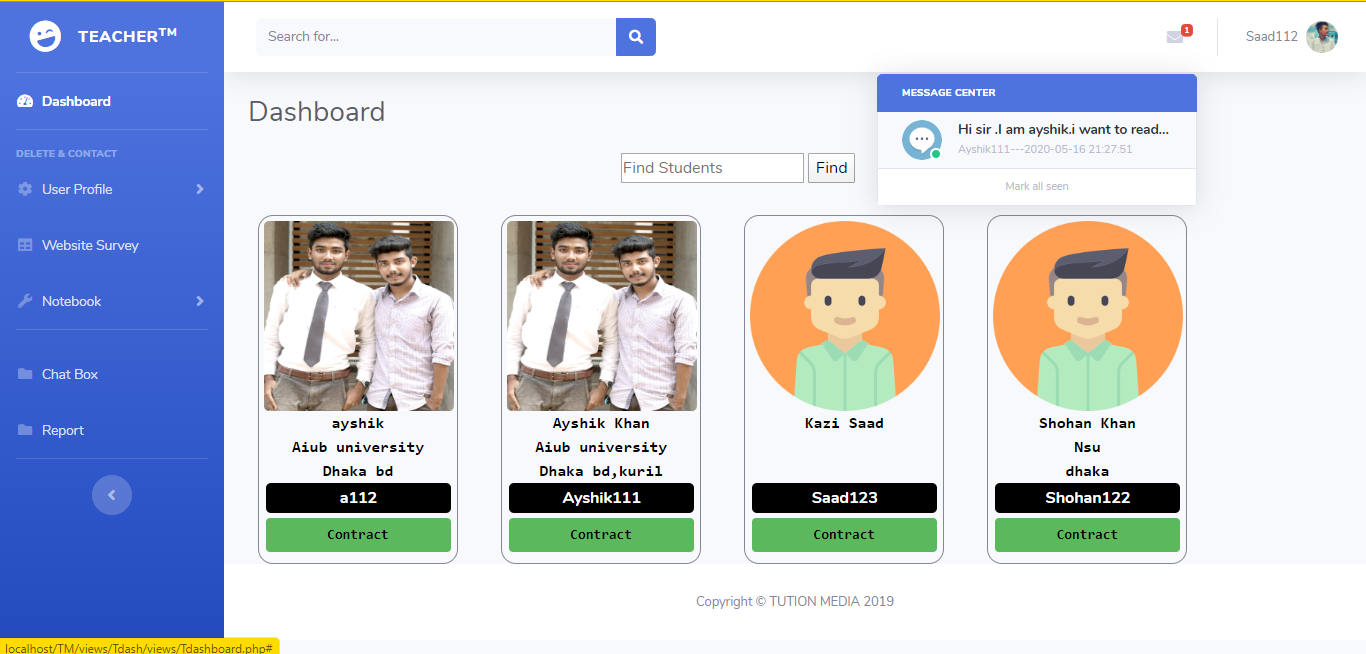 TEACHER™
Search for...
1
Saad112
Dashboard
DELETE & CONTACT
User Profile
Website Survey
Notebook
Chat Box
Report
Dashboard
MESSAGE CENTER
Hi sir .I am ayshik.i want to read...
Ayshik111---2020-05-16 21:27:51
Mark all seen
Find Students
Find
ayshik
Aiub university
Dhaka bd
a112
Contract
Ayshik Khan
Aiub university
Dhaka bd,kuril
Ayshik111
Contract
Kazi Saad
Saad123
Contract
Shohan Khan
Nsu
dhaka
Shohan122
Contract
Copyright © TUTION MEDIA 2019
localhost/TM/views/Tdash/views/Tdashboard.php#